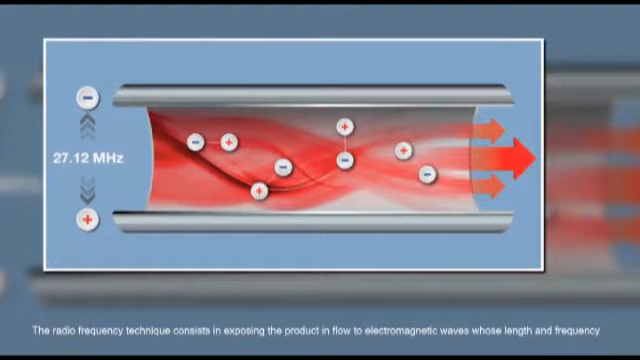 27.12 MHz
The radio frequency technique consists in exposing the product in flow to electromagnetic waves whose length and frequency